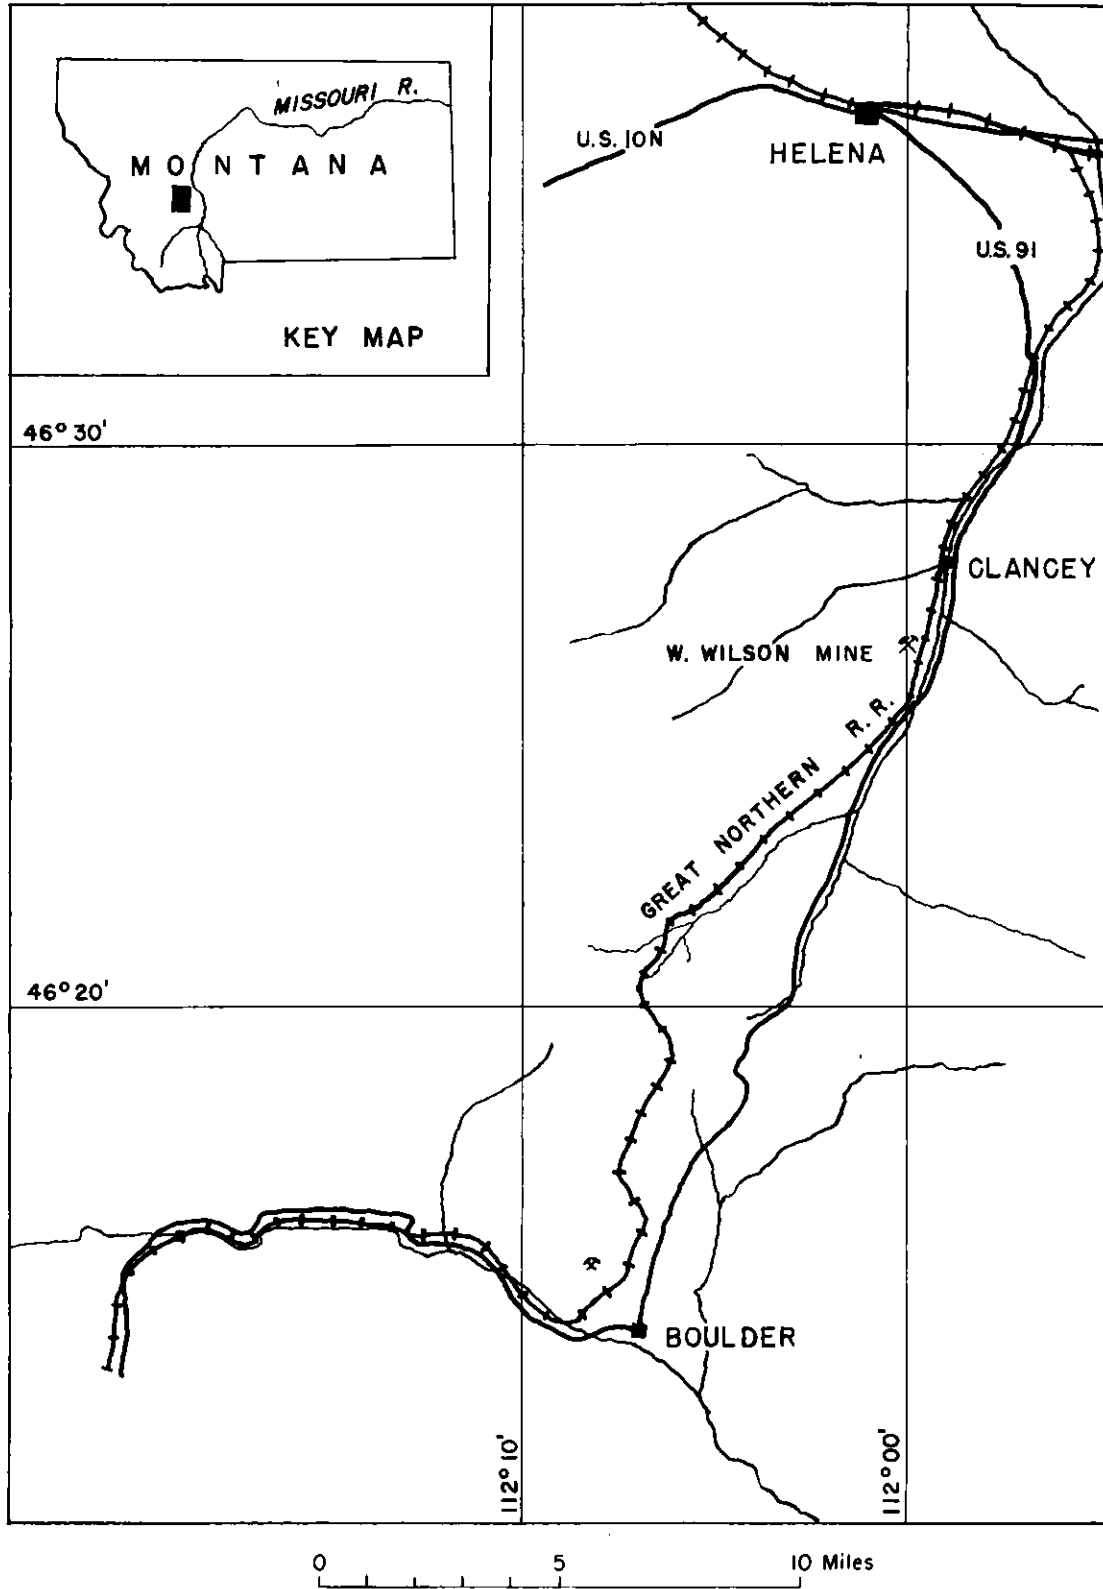 MISSOURI R.
MONTANA
KEY MAP
U.S. 10N
HELENA
U.S. 91
46° 30'
CLANCEY
W. WILSON MINE
GREAT NORTHERN R. R.
46° 20'
BOULDER
112° 10'
112° 00'
0 5 10 Miles